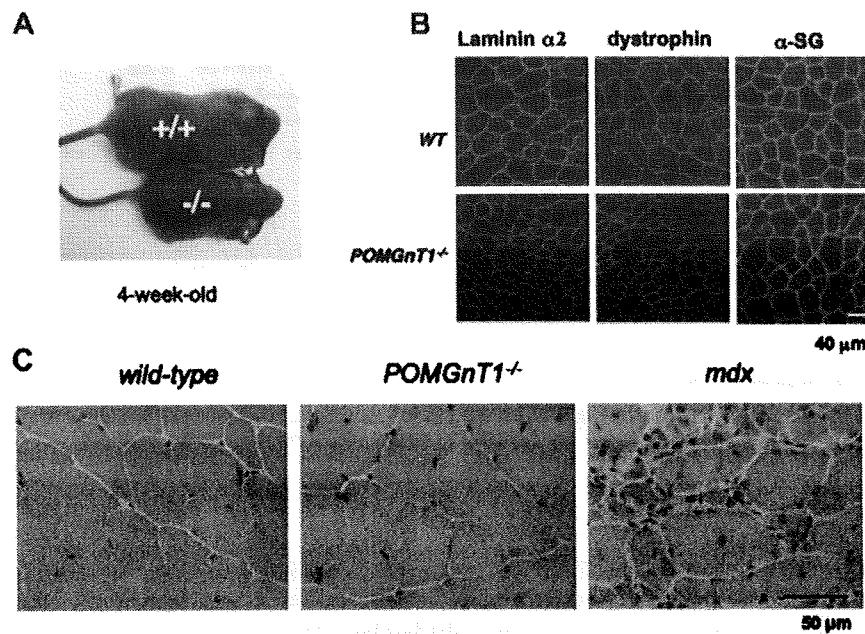 A
+/+
-/-
4-week-old
B
Laminin α2 dystrophin α-SG
WT
POMGnT1-/-
40 μm
C
wild-type POMGnT1-/- mdx
50 μm